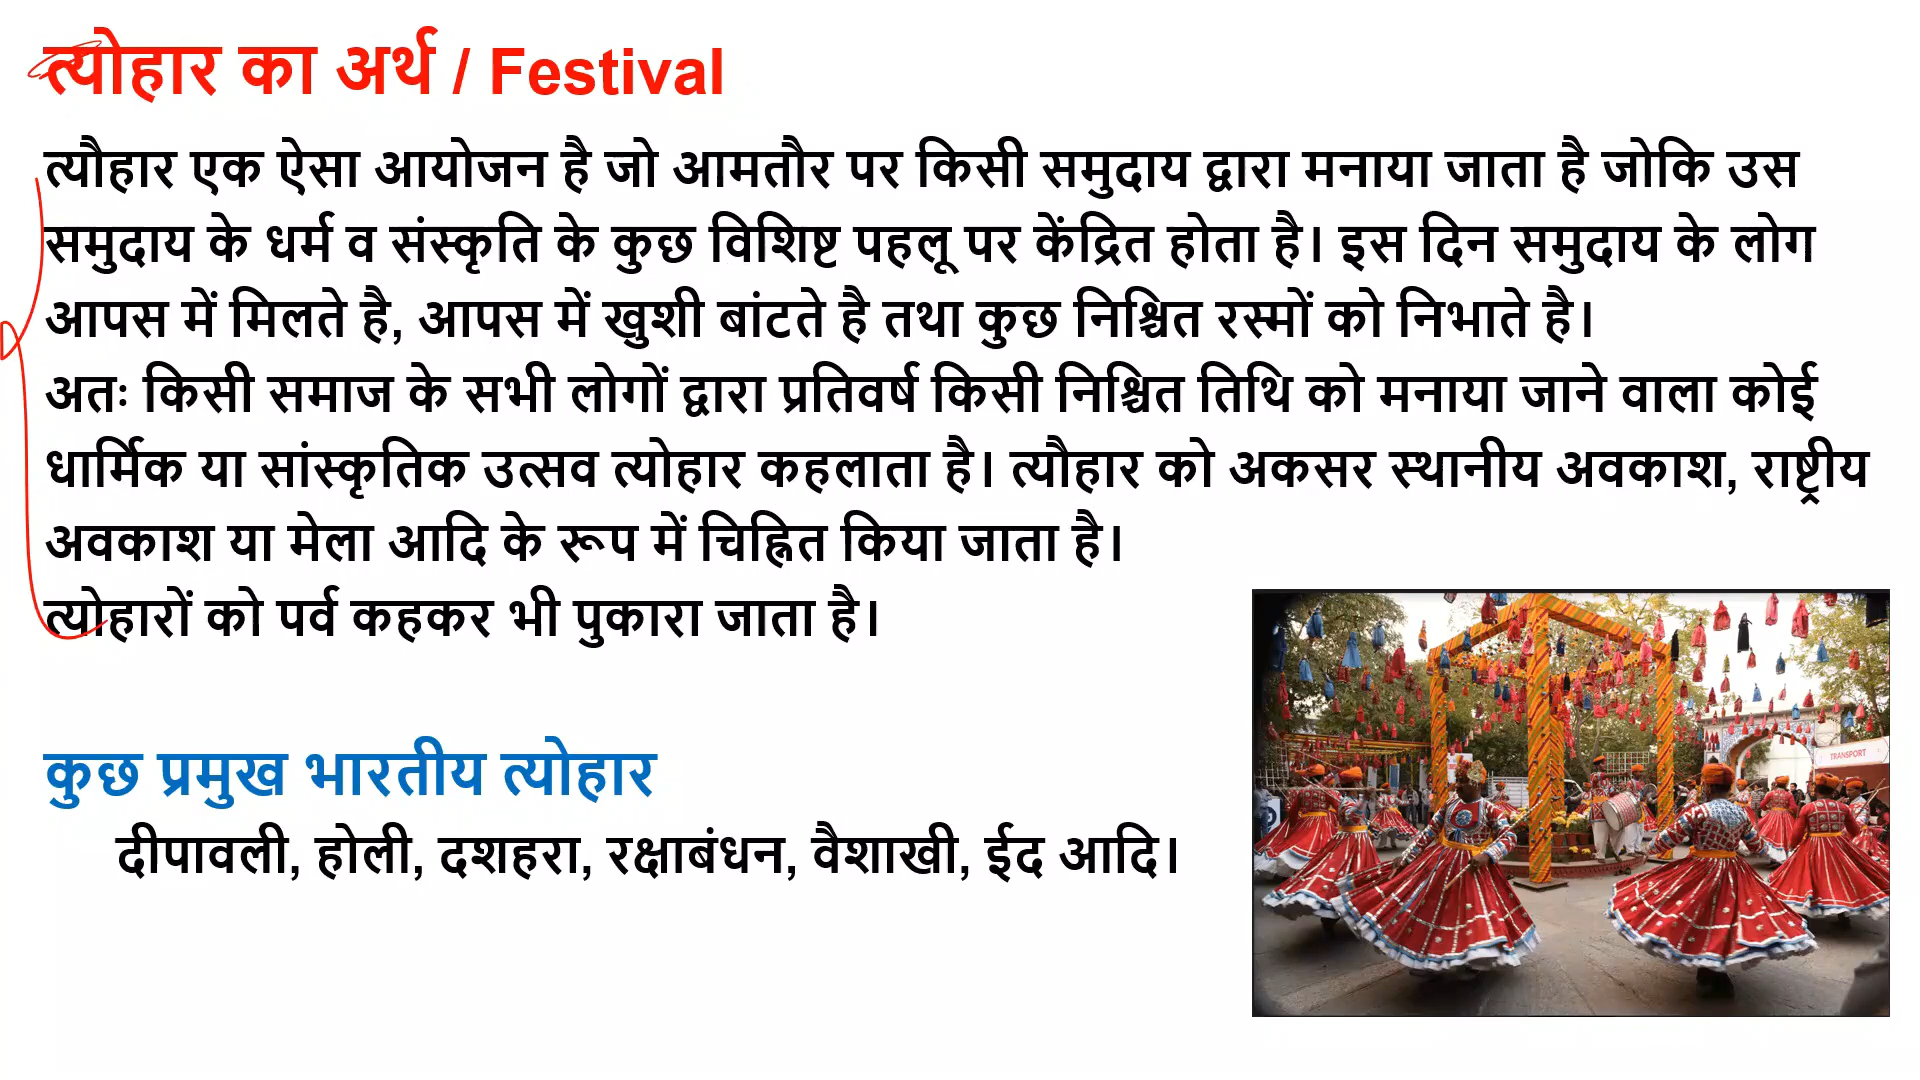 त्योहार का अर्थ / Festival
त्यौहार एक ऐसा आयोजन है जो आमतौर पर किसी समुदाय द्वारा मनाया जाता है जोकि उस
समुदाय के धर्म व संस्कृति के कुछ विशिष्ट पहलू पर केंद्रित होता है। इस दिन समुदाय के लोग
आपस में मिलते है, आपस में खुशी बांटते है तथा कुछ निश्चित रस्मों को निभाते है।
अतः किसी समाज के सभी लोगों द्वारा प्रतिवर्ष किसी निश्चित तिथि को मनाया जाने वाला कोई
धार्मिक या सांस्कृतिक उत्सव त्योहार कहलाता है। त्यौहार को अकसर स्थानीय अवकाश, राष्ट्रीय
अवकाश या मेला आदि के रूप में चिह्नित किया जाता है।
त्योहारों को पर्व कहकर भी पुकारा जाता है।
कुछ प्रमुख भारतीय त्योहार
दीपावली, होली, दशहरा, रक्षाबंधन, वैशाखी, ईद आदि।
TRANSPORT